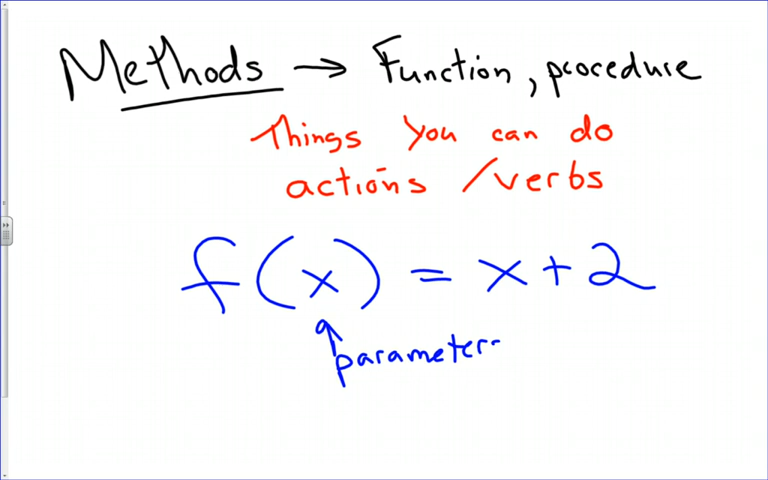 Methods → Function, procedure
Things you can do
actions /verbs
f(x) = x+2
parameter